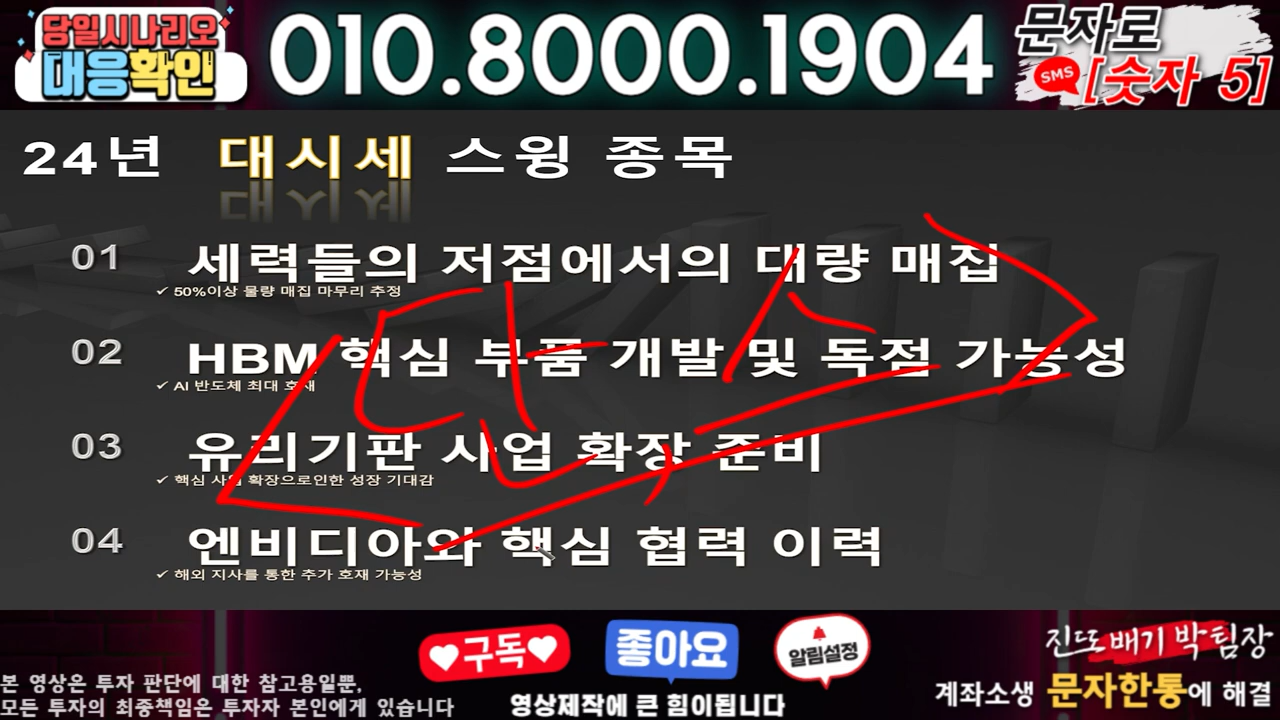 당일시나리오
대응확인
010.8000.1904
문자로
SMS [숫자 5]
24년 대시세 스윙 종목
01 세력들의 저점에서의 대량 매집
✓ 50%이상 물량 매집 마무리 추정
02 HBM 핵심 부품 개발 및 독점 가능성
✓ AI 반도체 최대 호재
03 유리기판 사업 확장 준비
✓ 핵심 사업 확장으로인한 성장 기대감
04 엔비디아와 핵심 협력 이력
✓ 해외 지사를 통한 추가 호재 가능성
단 스
구독
좋아요
알림설정
영상제작에 큰 힘이됩니다
본 영상은 투자 판단에 대한 참고용일뿐,
모든 투자의 최종책임은 투자자 본인에게 있습니다
진또배기 박팀장
계좌소생 문자한통에 해결